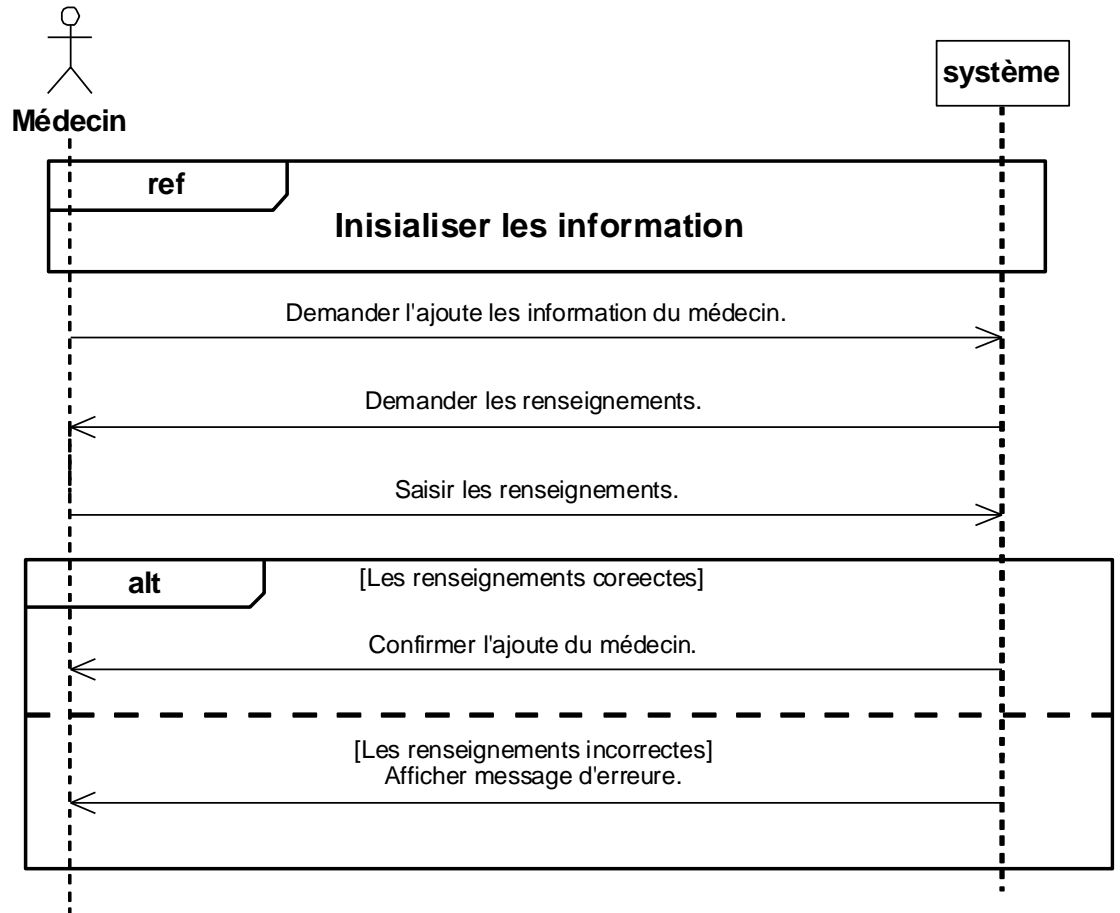 Médecin
système
ref
Inisialiser les information
Demander l'ajoute les information du médecin.
Demander les renseignements.
Saisir les renseignements.
alt
[Les renseignements coreectes]
Confirmer l'ajoute du médecin.
[Les renseignements incorrectes]
Afficher message d'erreure.